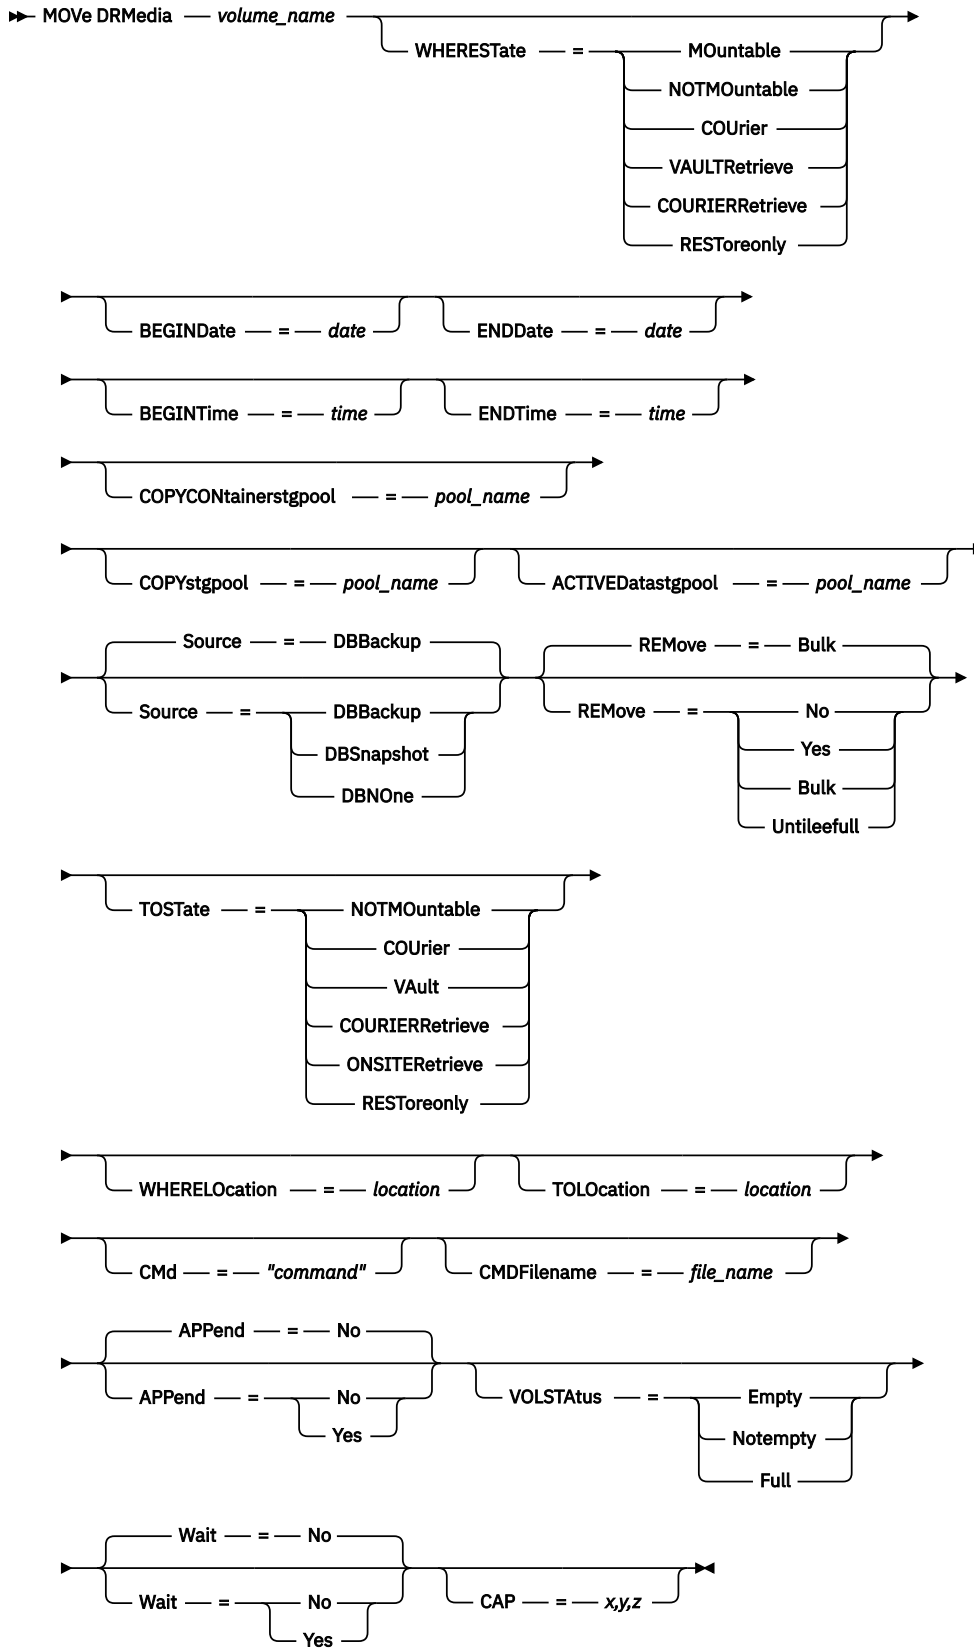 MOVe DRMedia volume_name
WHERESTate = MOuntable
NOTMOuntable
COUrier
VAULTRetrieve
COURIERRetrieve
RESToreonly
BEGINDate = date ENDDate = date
BEGINTime = time ENDTime = time
COPYCONtainerstgpool = pool_name
COPYstgpool = pool_name ACTIVEDatastgpool = pool_name
Source = DBBackup REMove = Bulk
Source = DBBackup REMove = No
DBSnapshot Yes
DBNOne Bulk
Untileefull
TOSTate = NOTMOuntable
COUrier
VAult
COURIERRetrieve
ONSITERetrieve
RESToreonly
WHERELOcation = location TOLOcation = location
CMd = "command" CMDFilename = file_name
APPend = No
APPend = No VOLSTAtus = Empty
Yes Notempty
Full
Wait = No
Wait = No CAP = x,y,z
Yes